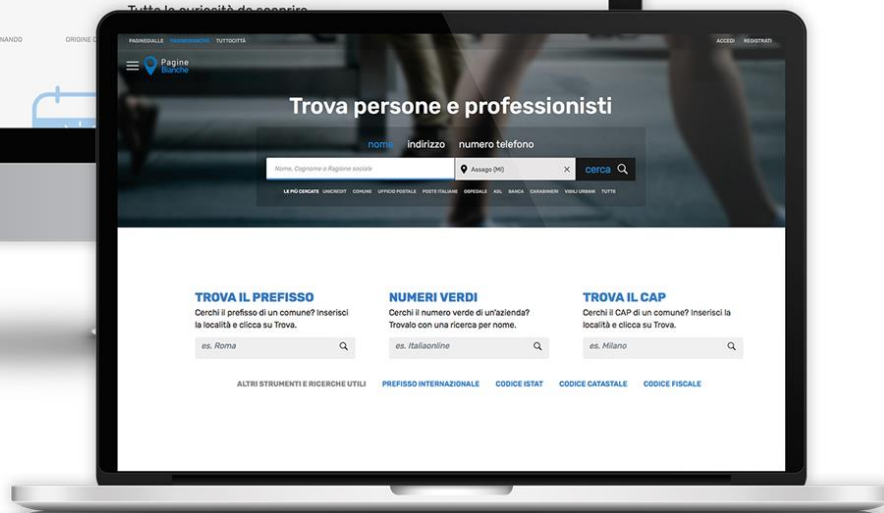 Tutte le curiosità da scoprire
NANDO
ORIGINE
PAGINEGIALLE PAGINEBIANCHE TUTTOCITTÀ
ACCEDI REGISTRATI
Pagine
Bianche
Trova persone e professionisti
nome indirizzo numero telefono
Nome, Cognome o Ragione sociale
Assago (MI)
cerca
LE PIÙ CERCATE UNICREDIT COMUNE UFFICIO POSTALE POSTE ITALIANE OSPEDALE ASL BANCA CARABINIERI VIGILI URBANI TUTTE
TROVA IL PREFISSO
Cerchi il prefisso di un comune? Inserisci
la località e clicca su Trova.
es. Roma
NUMERI VERDI
Cerchi il numero verde di un'azienda?
Trovalo con una ricerca per nome.
es. Italiaonline
TROVA IL CAP
Cerchi il CAP di un comune? Inserisci la
località e clicca su Trova.
es. Milano
ALTRI STRUMENTI E RICERCHE UTILI PREFISSO INTERNAZIONALE CODICE ISTAT CODICE CATASTALE CODICE FISCALE